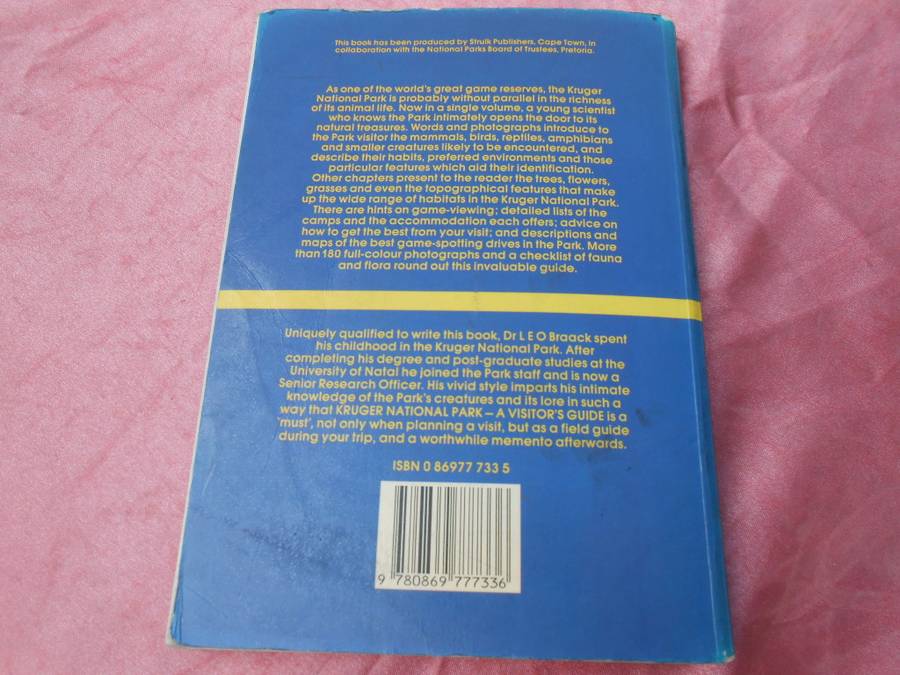 This book has been produced by Struik Publishers, Cape Town, in
collaboration with the National Parks Board of Trustees, Pretoria.
As one of the world's great game reserves, the Kruger
National Park is probably without parallel in the richness
of its animal life. Now in a single volume, a young scientist
who knows the Park intimately opens the door to its
natural treasures. Words and photographs introduce to
the Park visitor the mammals, birds, reptiles, amphibians
and smaller creatures likely to be encountered, and
describe their habits, preferred environments and those
particular features which aid their identification.
Other chapters present to the reader the trees, flowers,
grasses and even the topographical features that make
up the wide range of habitats in the Kruger National Park.
There are hints on game-viewing; detailed lists of the
camps and the accommodation each offers; advice on
how to get the best from your visit; and descriptions and
maps of the best game-spotting drives in the Park. More
than 180 full-colour photographs and a checklist of fauna
and flora round out this invaluable guide.
Uniquely qualified to write this book, Dr L E O Braack spent
his childhood in the Kruger National Park. After
completing his degree and post-graduate studies at the
University of Natal he joined the Park staff and is now a
Senior Research Officer. His vivid style imparts his intimate
knowledge of the Park's creatures and its lore in such a
way that KRUGER NATIONAL PARK – A VISITOR'S GUIDE is a
'must', not only when planning a visit, but as a field guide
during your trip, and a worthwhile memento afterwards.
ISBN 0 86977 733 5
9 780869 777336